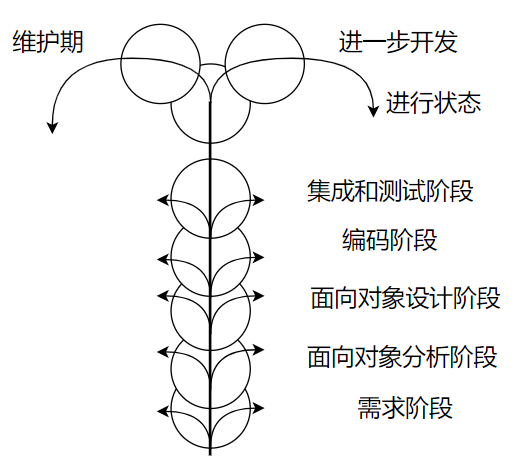 维护期
进一步开发
进行状态
集成和测试阶段
编码阶段
面向对象设计阶段
面向对象分析阶段
需求阶段